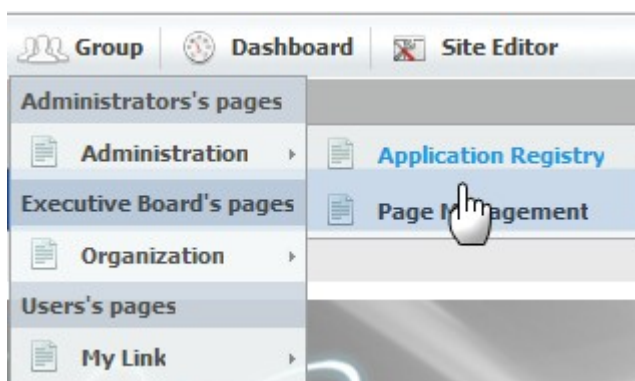 Group Dashboard Site Editor
Administrators's pages
Administration
Application Registry
Executive Board's pages
Page Management
Organization
Users's pages
My Link